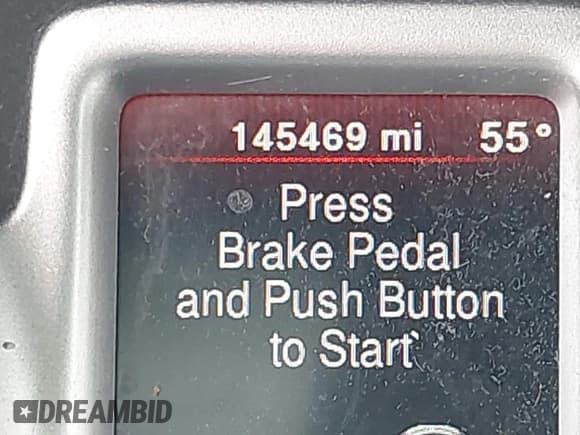 145469 mi 55°
Press
Brake Pedal
and Push Button
to Start
DREAMBID